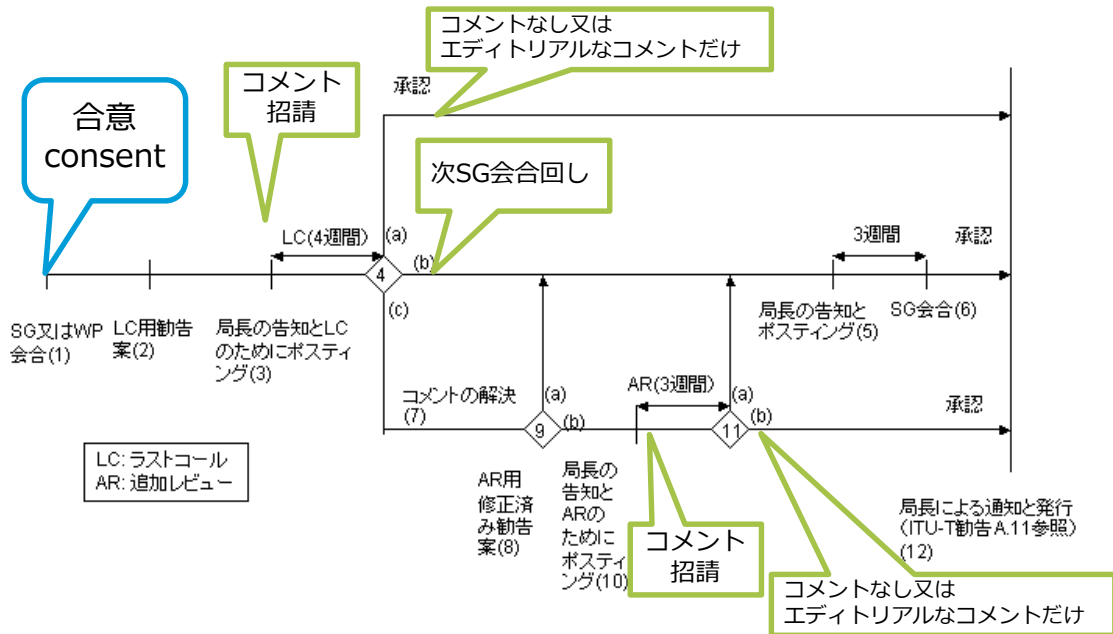 コメントなし又は
エディトリアルなコメントだけ
承認
コメント
招請
合意
consent
次SG会合回し
LC(4週間)
(a)
3週間
承認
4
(b)
(c)
SG又はWP
会合(1)
LC用勧告
案(2)
局長の告知とLC
のためにポスティ
ング(3)
局長の告知と
ポスティング(5)
SG会合(6)
コメントの解決
(7)
(a)
AR(3週間)
(a)
承認
9
(b)
11
(b)
LC: ラストコール
AR: 追加レビュー
AR用
修正済
み勧告
案(8)
局長の
告知と
ARの
ために
ポステ
ィング(10)
コメント
招請
局長による通知と発行
(ITU-T勧告A.11参照)
(12)
コメントなし又は
エディトリアルなコメントだけ